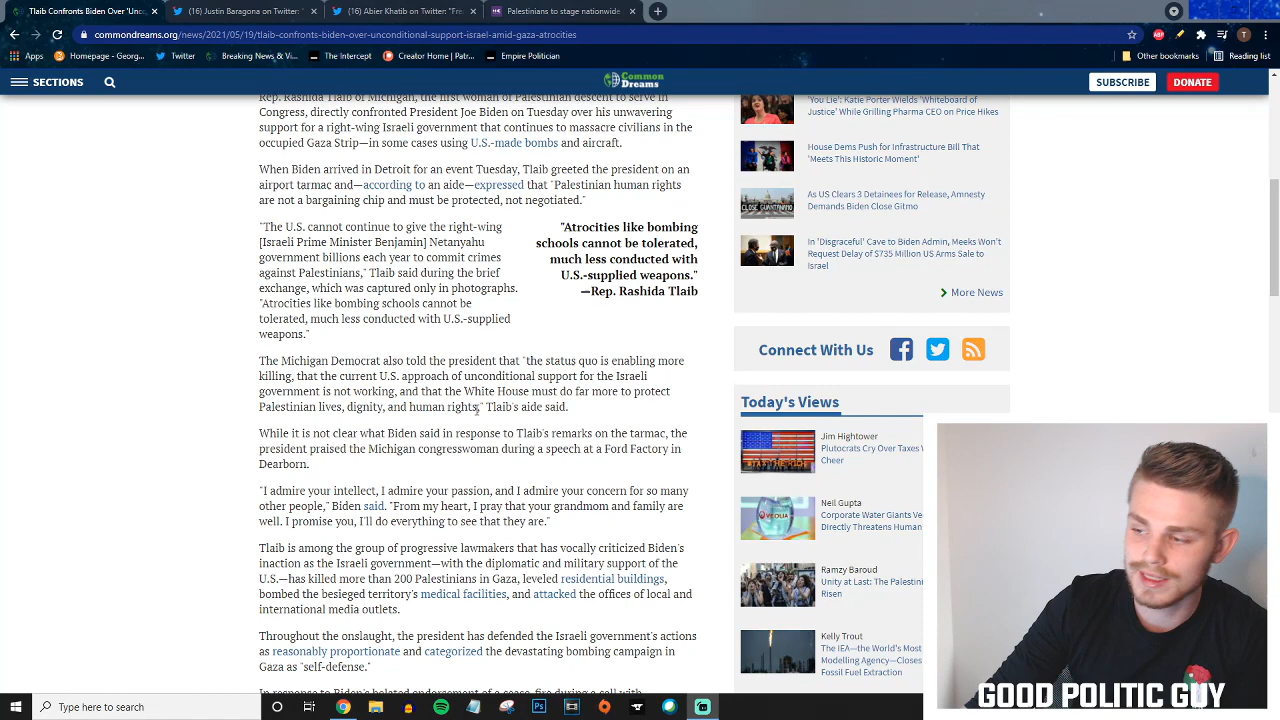 Tlaib Confronts Biden Over 'Unc
(16) Justin Baragona on Twitter: "
(16) Abier Khatib on Twitter: "Fre
Palestinians to stage nationwide
commondreams.org/news/2021/05/19/tlaib-confronts-biden-over-unconditional-support-israel-amid-gaza-atrocities
ABP
T
Apps
Homepage - Georg...
Twitter
Breaking News & Vi...
The Intercept
Creator Home | Patr...
Empire Politician
Other bookmarks
Reading list
SECTIONS
Common Dreams
SUBSCRIBE
DONATE
Rep. Rashida Tlaib of Michigan, the first woman of Palestinian descent to serve in
Congress, directly confronted President Joe Biden on Tuesday over his unwavering
support for a right-wing Israeli government that continues to massacre civilians in the
occupied Gaza Strip—in some cases using U.S.-made bombs and aircraft.
When Biden arrived in Detroit for an event Tuesday, Tlaib greeted the president on an
airport tarmac and—according to an aide—expressed that "Palestinian human rights
are not a bargaining chip and must be protected, not negotiated."
"The U.S. cannot continue to give the right-wing
[Israeli Prime Minister Benjamin] Netanyahu
government billions each year to commit crimes
against Palestinians," Tlaib said during the brief
exchange, which was captured only in photographs.
"Atrocities like bombing schools cannot be
tolerated, much less conducted with U.S.-supplied
weapons."
"Atrocities like bombing
schools cannot be tolerated,
much less conducted with
U.S.-supplied weapons."
—Rep. Rashida Tlaib
The Michigan Democrat also told the president that "the status quo is enabling more
killing, that the current U.S. approach of unconditional support for the Israeli
government is not working, and that the White House must do far more to protect
Palestinian lives, dignity, and human rights," Tlaib's aide said.
While it is not clear what Biden said in response to Tlaib's remarks on the tarmac, the
president praised the Michigan congresswoman during a speech at a Ford Factory in
Dearborn.
"I admire your intellect, I admire your passion, and I admire your concern for so many
other people," Biden said. "From my heart, I pray that your grandmom and family are
well. I promise you, I'll do everything to see that they are."
Tlaib is among the group of progressive lawmakers that has vocally criticized Biden's
inaction as the Israeli government—with the diplomatic and military support of the
U.S.—has killed more than 200 Palestinians in Gaza, leveled residential buildings,
bombed the besieged territory's medical facilities, and attacked the offices of local and
international media outlets.
Throughout the onslaught, the president has defended the Israeli government's actions
as reasonably proportionate and categorized the devastating bombing campaign in
Gaza as "self-defense."
In response to Biden's belated endorsement of a cease-fire during a call with
'You Lie': Katie Porter Wields 'Whiteboard of
Justice' While Grilling Pharma CEO on Price Hikes
House Dems Push for Infrastructure Bill That
'Meets This Historic Moment'
As US Clears 3 Detainees for Release, Amnesty
Demands Biden Close Gitmo
CLOSE GUANTANAMO
In 'Disgraceful' Cave to Biden Admin, Meeks Won't
Request Delay of $735 Million US Arms Sale to
Israel
More News
Connect With Us
Today's Views
Jim Hightower
Plutocrats Cry Over Taxes
Cheer
TAX THE RICH
Neil Gupta
Corporate Water Giants Ve
Directly Threatens Human
VEOLIA
Ramzy Baroud
Unity at Last: The Palestini
Risen
Kelly Trout
The IEA—the World's Most
Modelling Agency—Closes
Fossil Fuel Extraction
Type here to search
GOOD POLITIC GUY